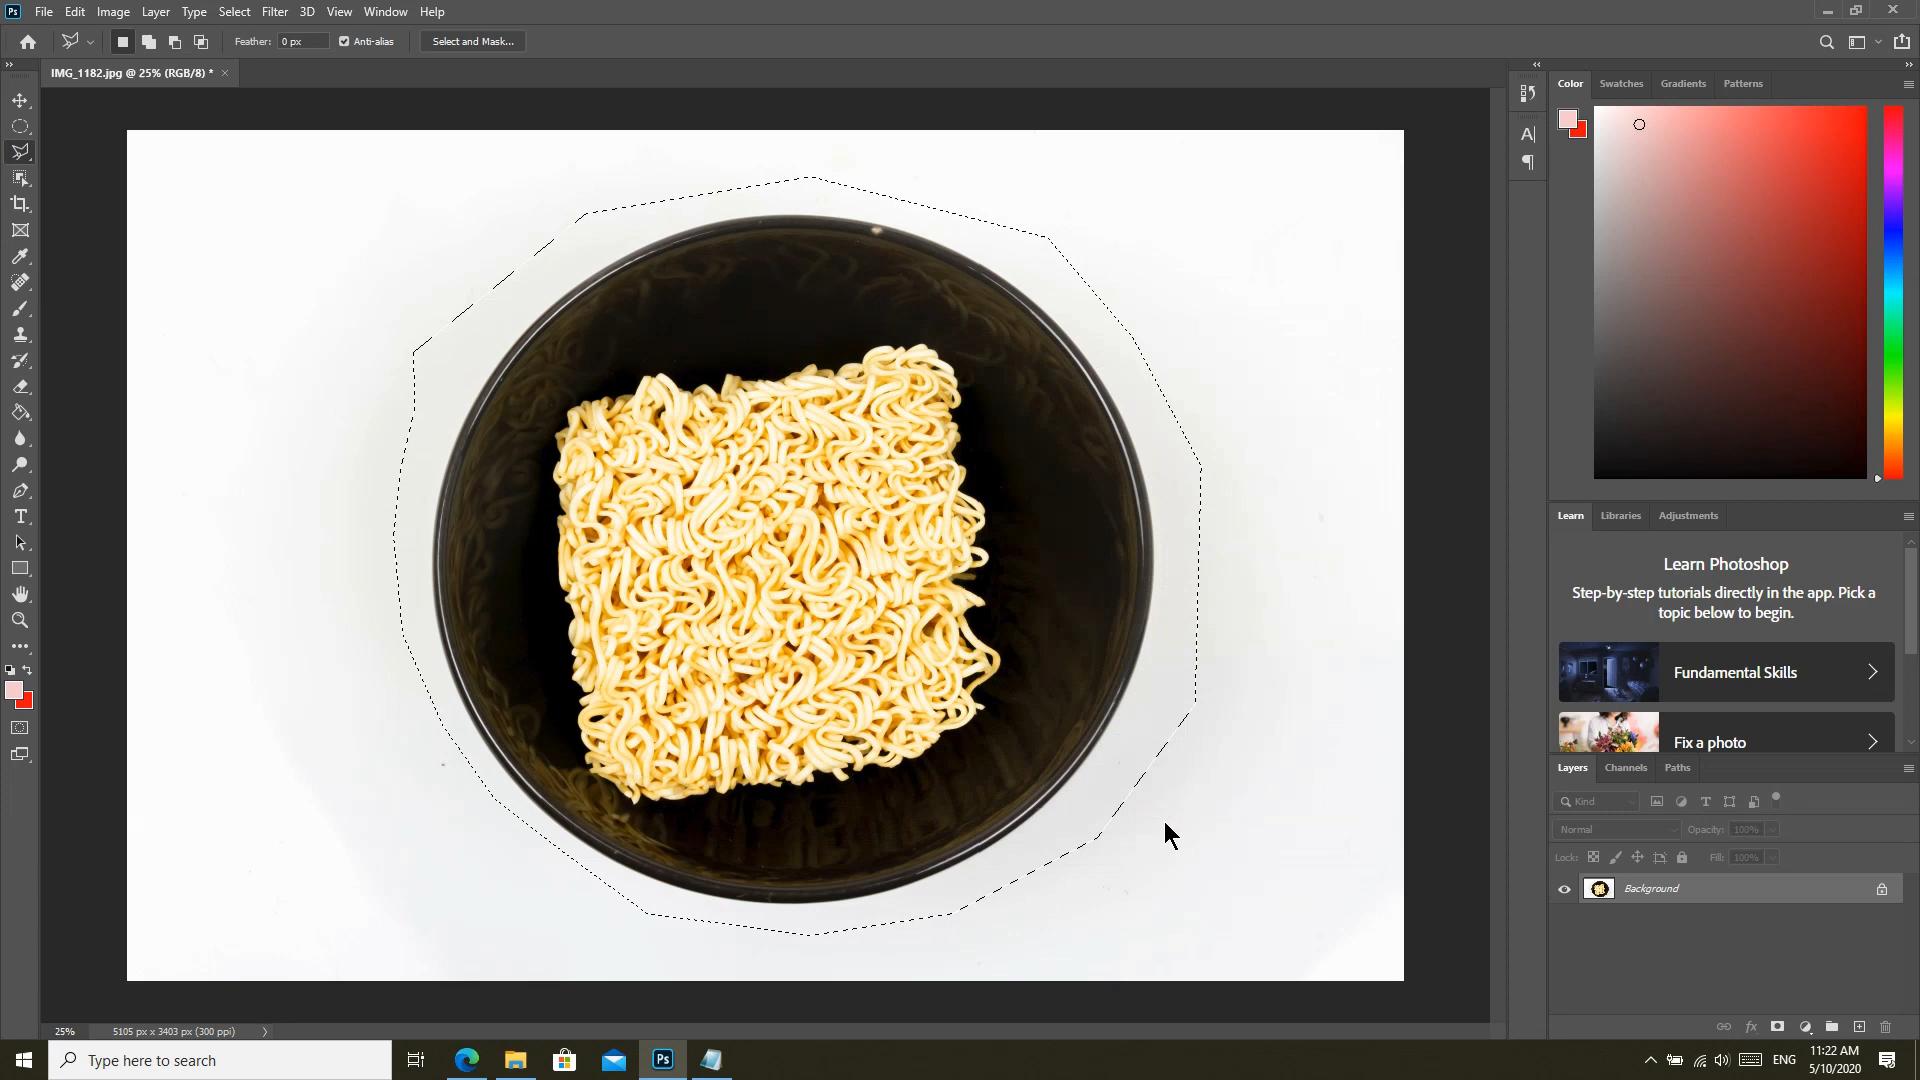 Ps File Edit Image Layer Type Select Filter 3D View Window Help
Feather: 0 px Anti-alias Select and Mask...
IMG_1182.jpg @ 25% (RGB/8) * ×
Color Swatches Gradients Patterns
A|
Learn Libraries Adjustments
Learn Photoshop
Step-by-step tutorials directly in the app. Pick a
topic below to begin.
Fundamental Skills
Fix a photo
Layers Channels Paths
Kind
Normal Opacity: 100%
Lock: Fill: 100%
Background
fx
25% 5105 px x 3403 px (300 ppi)
Type here to search
Ps
ENG
11:22 AM
5/10/2020